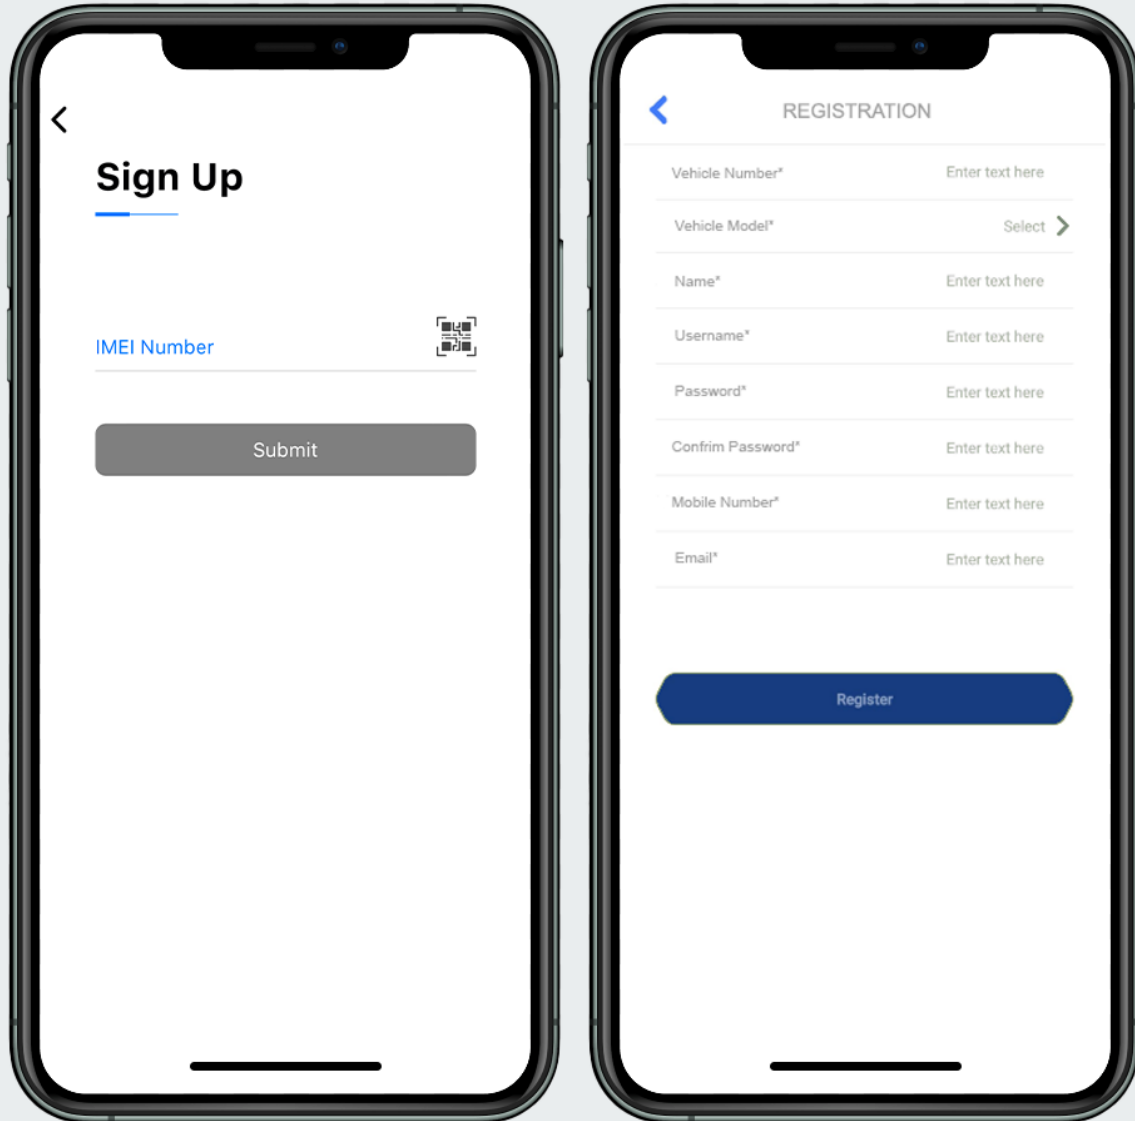 Sign Up
IMEI Number
Submit
REGISTRATION
Vehicle Number* Enter text here
Vehicle Model* Select
Name* Enter text here
Username* Enter text here
Password* Enter text here
Confrim Password* Enter text here
Mobile Number* Enter text here
Email* Enter text here
Register